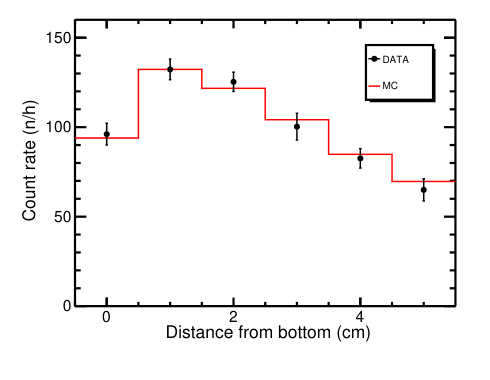 150
100
50
0
Count rate (n/h)
DATA
MC
0 2 4
Distance from bottom (cm)